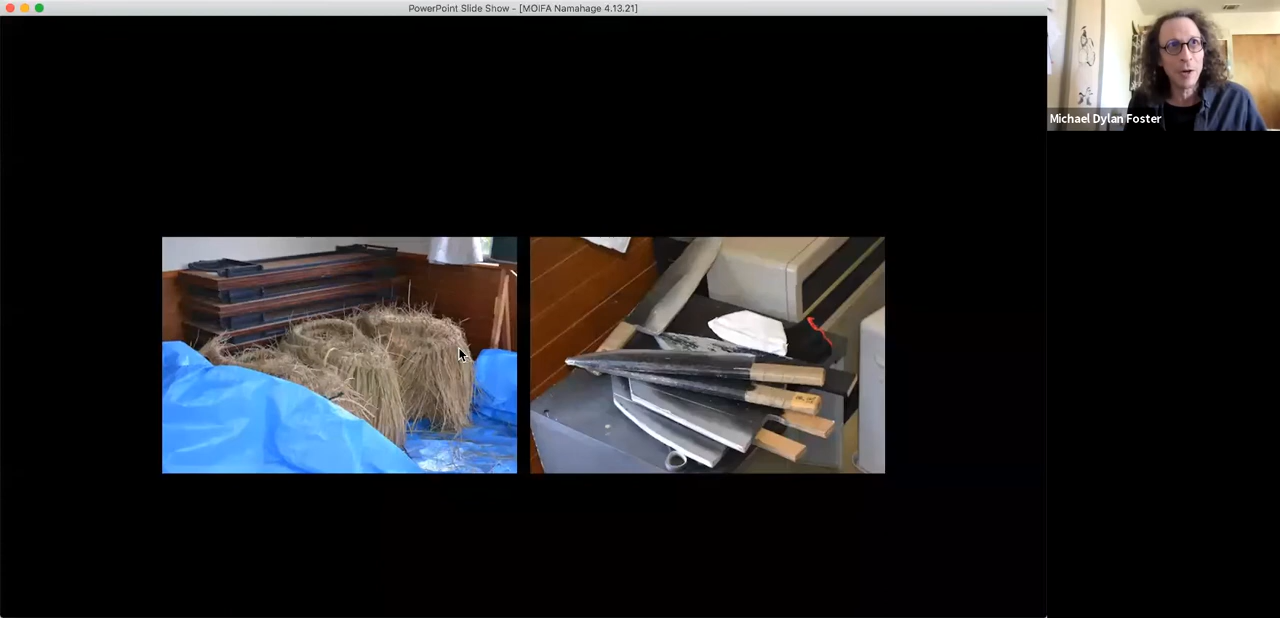 PowerPoint Slide Show - [MOIFA Namahage 4.13.21]
Michael Dylan Foster